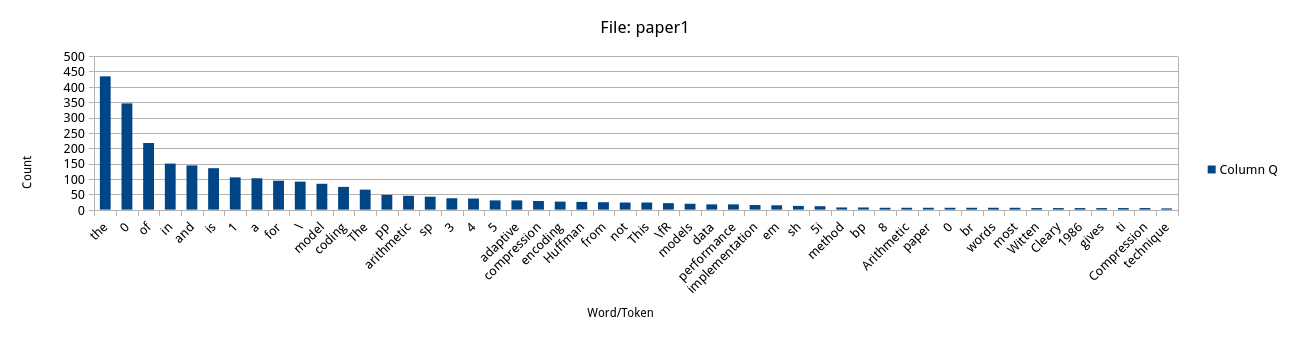 File: paper1
500
450
400
350
300
250
200
150
100
50
0
Count
Column Q
the
0
of
in
and
is
1
a
for
\
model
coding
The
pp
arithmetic
sp
3
4
5
adaptive
compression
encoding
Huffman
from
not
This
\fR
models
data
performance
implementation
em
sh
5i
method
bp
8
Arithmetic
paper
0
br
words
most
Witten
Cleary
1986
gives
ti
Compression
technique
Word/Token